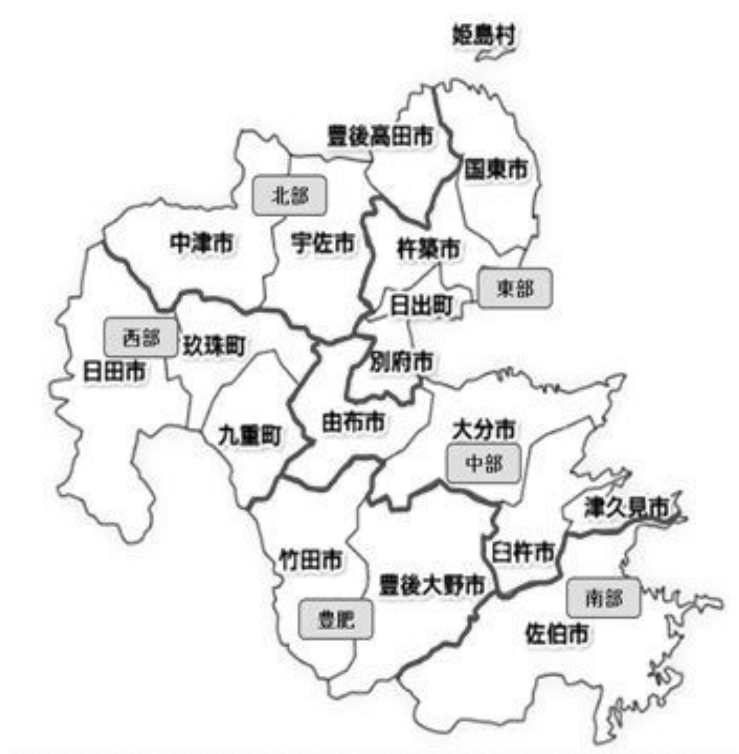 姫島村
豊後高田市
国東市
北部
中津市
宇佐市
杵築市
東部
日出町
西部
玖珠町
日田市
別府市
九重町
由布市
大分市
中部
津久見市
臼杵市
竹田市
豊後大野市
南部
豊肥
佐伯市